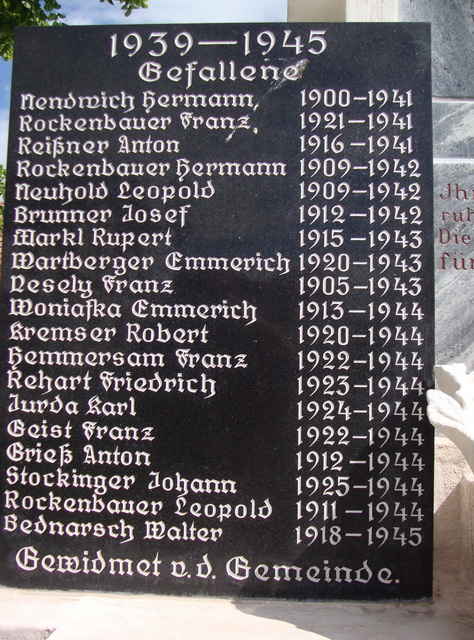 1939—1945
Gefallene
Nendwich Hermann 1900–1941
Rockenbauer Franz. 1921–1941
Reißner Anton 1916–1941
Rockenbauer Hermann 1909–1942
Neuhold Leopold 1909–1942
Brunner Josef 1912–1942
Markl Rupert 1915–1943
Wartberger Emmerich 1920–1943
Vesely Franz 1905–1943
Woniafka Emmerich 1913–1944
Kremser Robert 1920–1944
Hemmersam Franz 1922–1944
Rehart Friedrich 1923–1944
Jurda Karl 1924–1944
Geist Franz 1922–1944
Grieß Anton 1912–1944
Stockinger Johann 1925–1944
Rockenbauer Leopold 1911–1944
Bednarsch Walter 1918–1945
Gewidmet v.d. Gemeinde.
Die